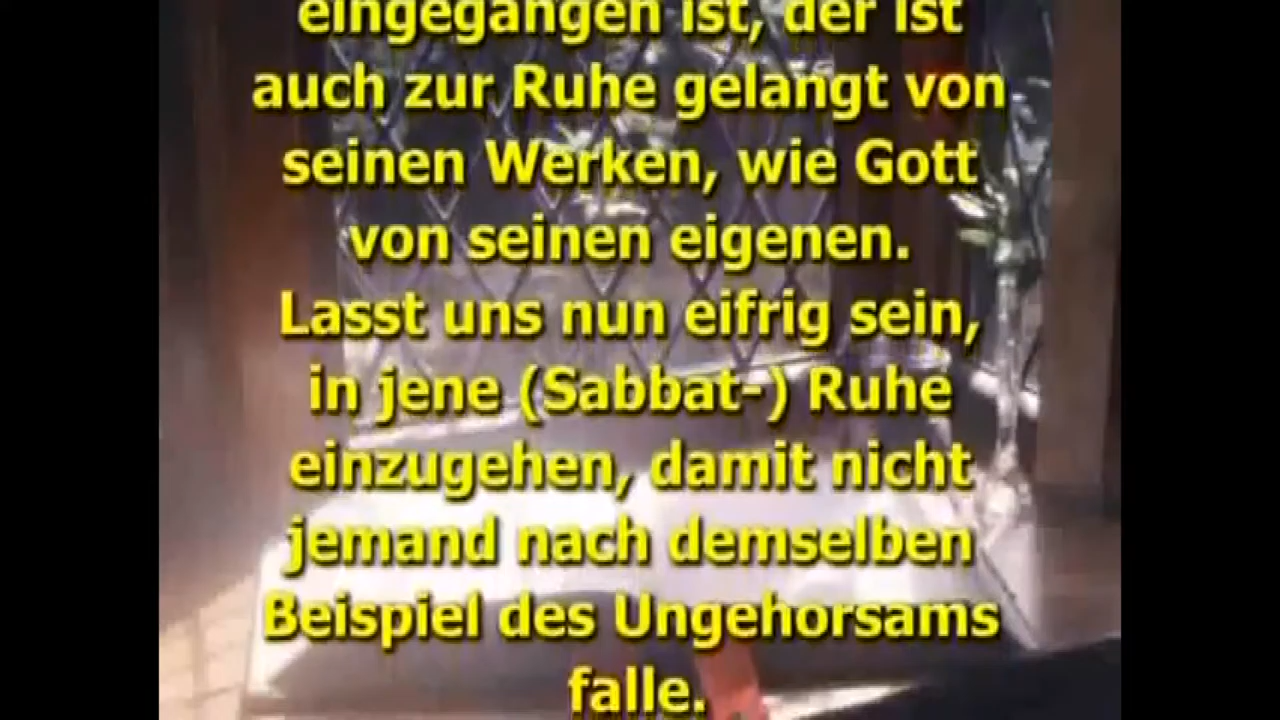 eingegangen ist, der ist
auch zur Ruhe gelangt von
seinen Werken, wie Gott
von seinen eigenen.
Lasst uns nun eifrig sein,
in jene (Sabbat-) Ruhe
einzugehen, damit nicht
jemand nach demselben
Beispiel des Ungehorsams
falle.